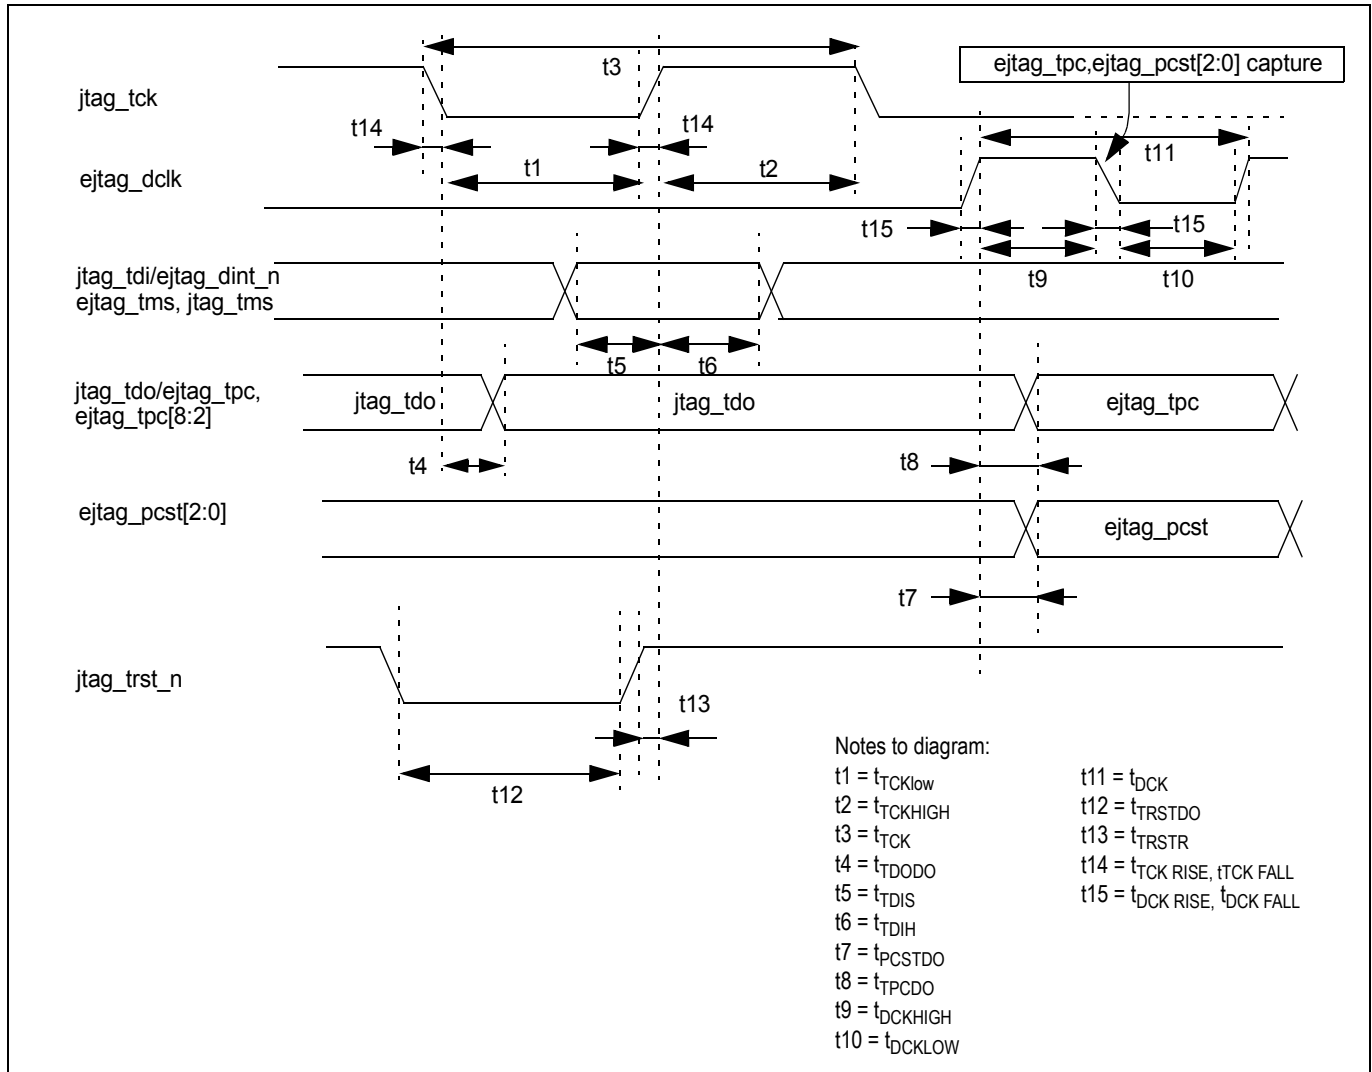 t3
ejtag_tpc,ejtag_pcst[2:0] capture
jtag_tck
t14
t14
t11
ejtag_dclk
t1
t2
t15
t15
jtag_tdi/ejtag_dint_n
ejtag_tms, jtag_tms
t9
t10
t5
t6
jtag_tdo/ejtag_tpc,
ejtag_tpc[8:2]
jtag_tdo
jtag_tdo
ejtag_tpc
t4
t8
ejtag_pcst[2:0]
ejtag_pcst
t7
jtag_trst_n
t13
t12
Notes to diagram:
t1 = tTCKlow
t2 = tTCKHIGH
t3 = tTCK
t4 = tTDODO
t5 = tTDIS
t6 = tTDIH
t7 = tPCSTDO
t8 = tTPCDO
t9 = tDCKHIGH
t10 = tDCKLOW
t11 = tDCK
t12 = tTRSTDO
t13 = tTRSTR
t14 = tTCK RISE, tTCK FALL
t15 = tDCK RISE, tDCK FALL